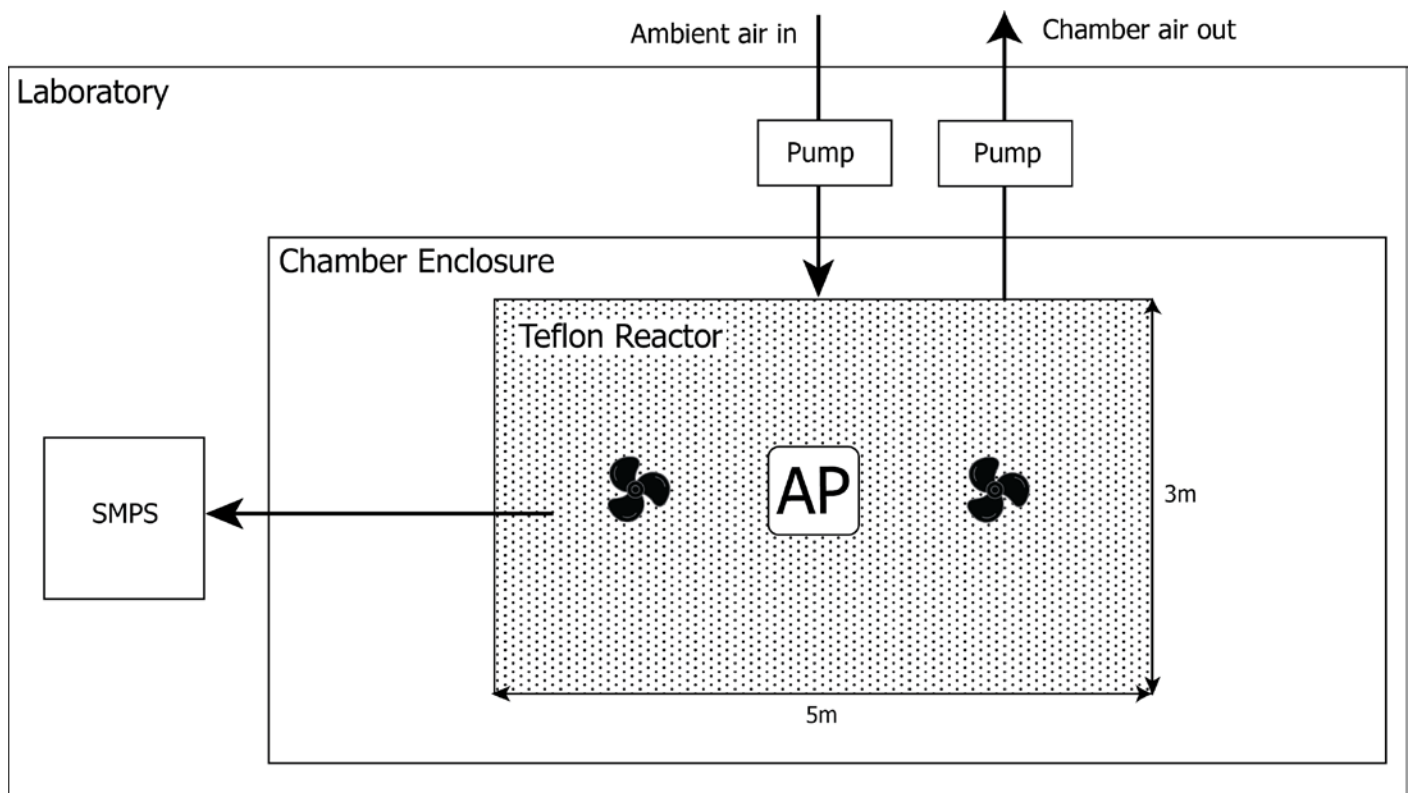 Ambient air in
Chamber air out
Laboratory
Pump
Pump
Chamber Enclosure
Teflon Reactor
SMPS
AP
3m
5m